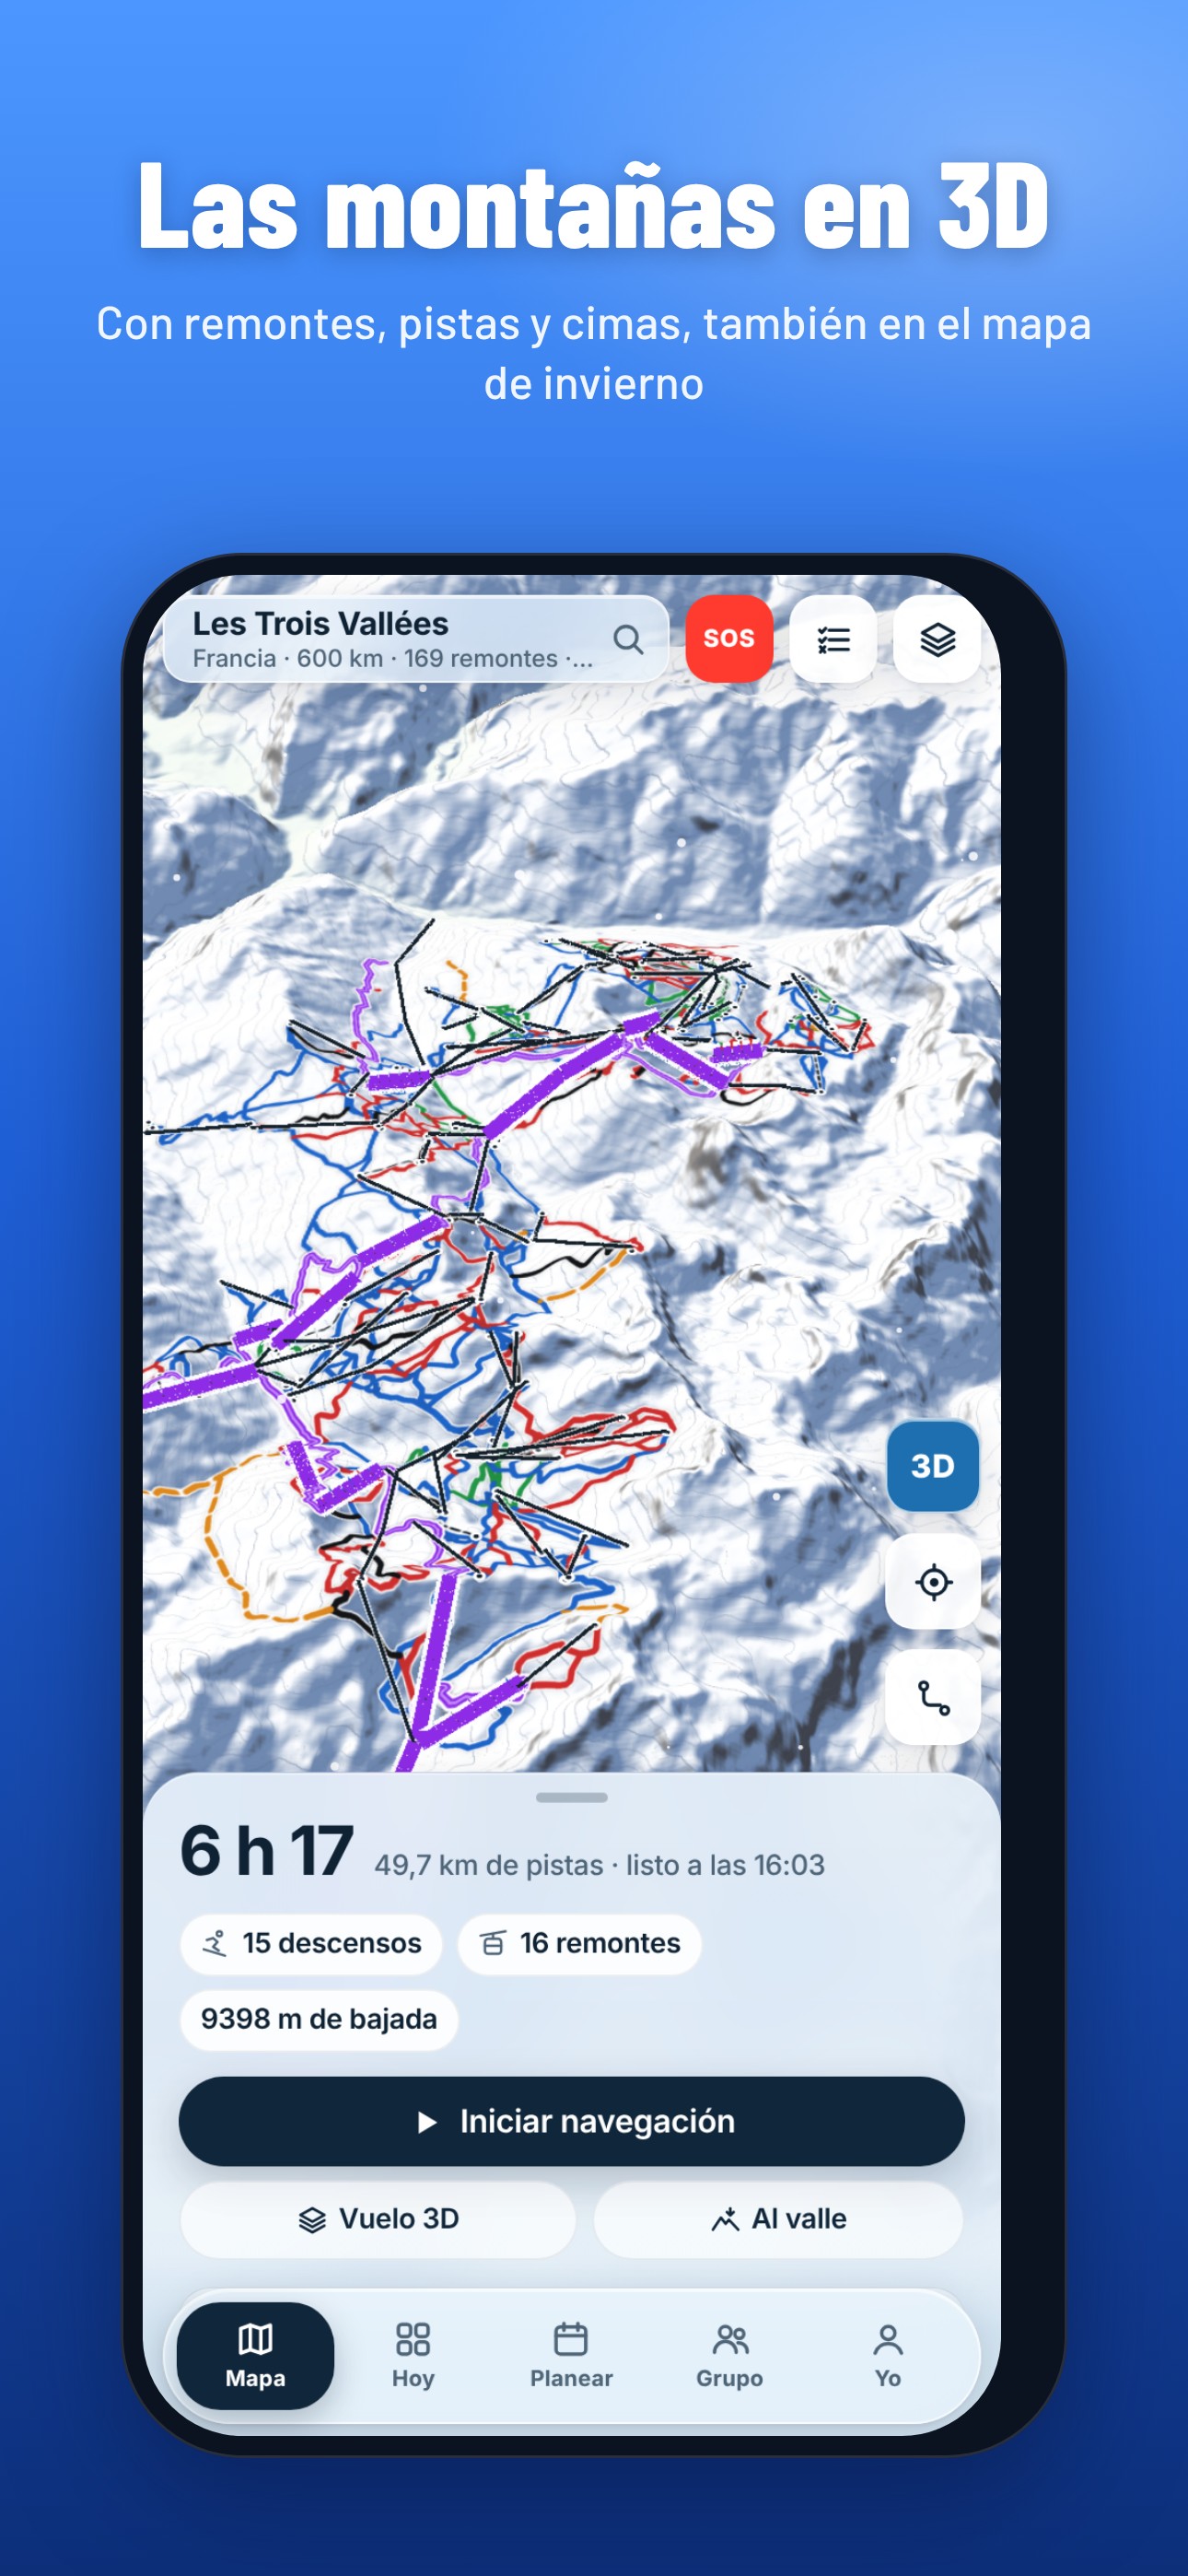 Las montañas en 3D
Con remontes, pistas y cimas, también en el mapa
de invierno
Les Trois Vallées
Francia · 600 km · 169 remontes ·...
SOS
3D
6 h 17
49,7 km de pistas · listo a las 16:03
15 descensos
16 remontes
9398 m de bajada
Iniciar navegación
Vuelo 3D
Al valle
Mapa
Hoy
Planear
Grupo
Yo